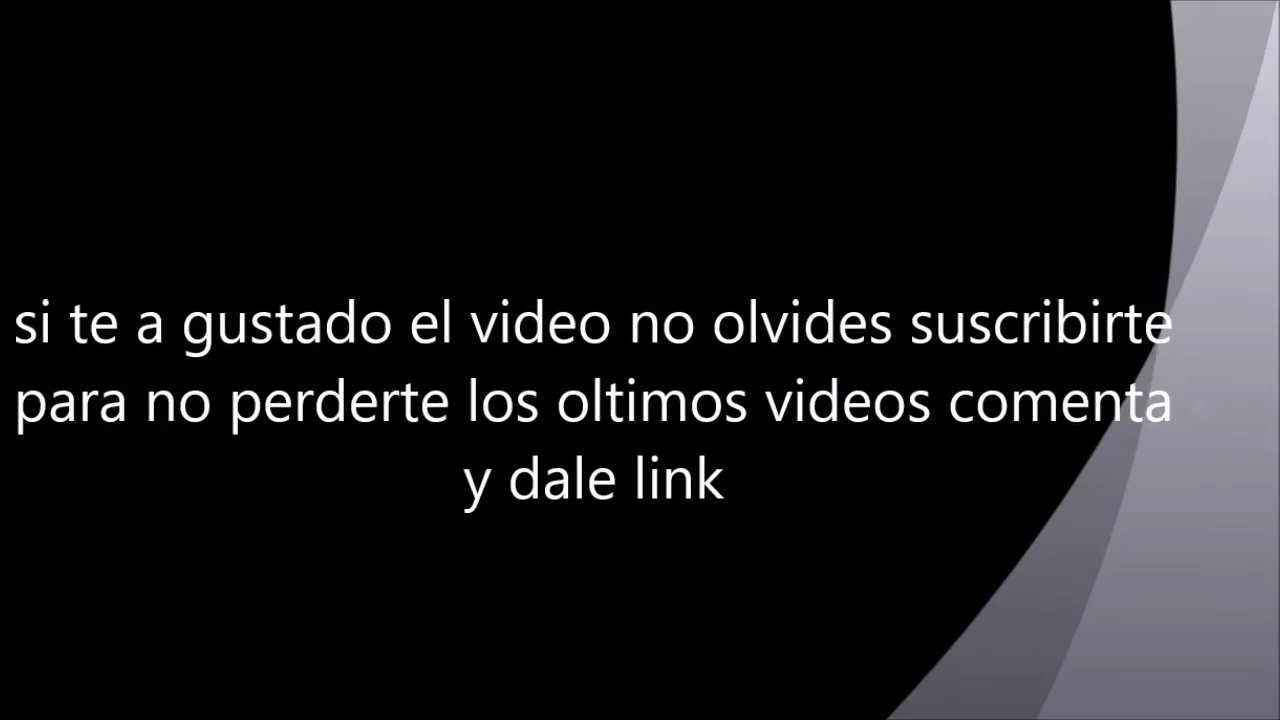 si te a gustado el video no olvides suscribirte
para no perderte los oltimos videos comenta
y dale link